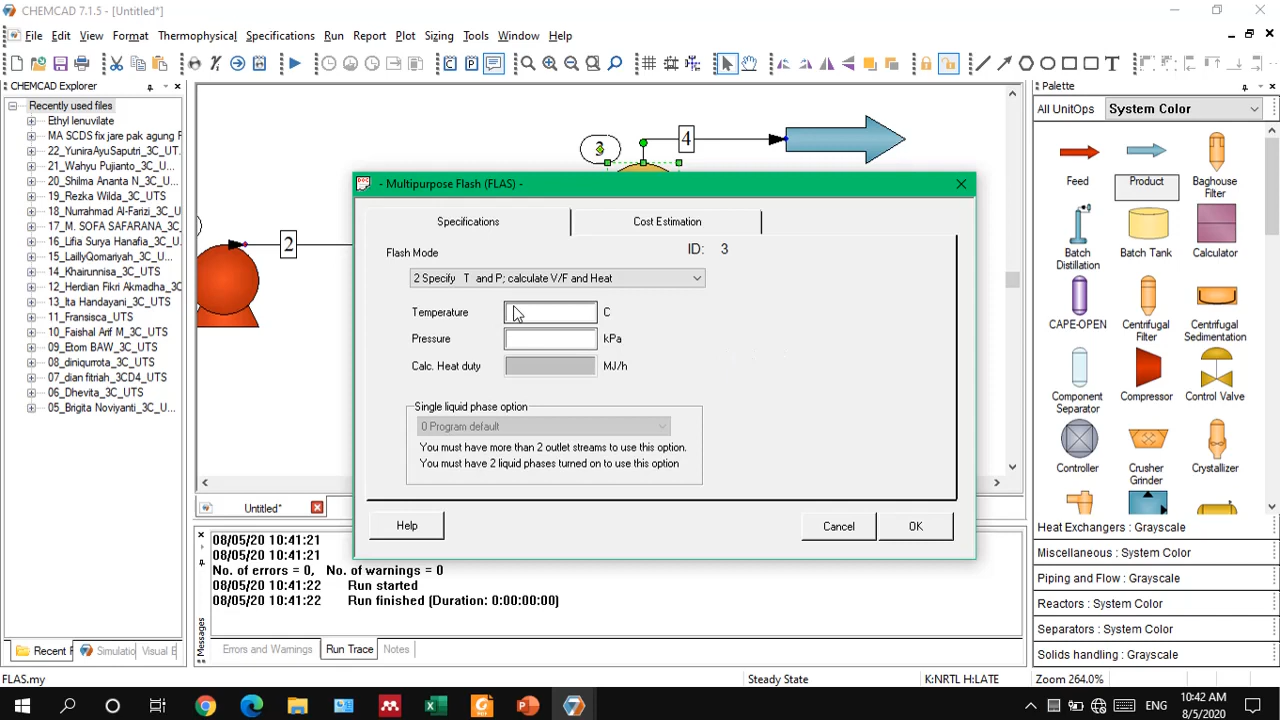 CHEMCAD 7.1.5 - [Untitled*]
File Edit View Format Thermophysical Specifications Run Report Plot Sizing Tools Window Help
CHEMCAD Explorer
Recently used files
Ethyl lenuvilate
MA SCDS fix jare pak agung F
22_YuniraAyuSaputri_3C_UT...
21_Wahyu Pujianto_3C_UTS
20_Shilma Ananta N_3C_UTS
19_Rezka Wilda_3C_UTS
18_Nurrahmad Al-Farizi_3C_...
17_M. SOFA SAFARANA_3C_...
16_Lifia Surya Hanafia_3C_U...
15_LaillyQomariyah_3C_UT...
14_Khairunnisa_3C_UTS
12_Herdian Fikri Akmadha_3C
13_Ita Handayani_3C_UTS
11_Fransisca_UTS
10_Faishal Arif M_3C_UTS
09_Etom BAW_3C_UTS
08_diniqurrota_3C_UTS
07_dian fitriah_3CD4_UTS
06_Dhevita_3C_UTS
05_Brigita Noviyanti_3C_U...
Recent F
Simulatio
Visual E
2
3
4
- Multipurpose Flash (FLAS) -
Specifications
Cost Estimation
Flash Mode
ID: 3
2 Specify T and P; calculate V/F and Heat
Temperature C
Pressure kPa
Calc. Heat duty MJ/h
Single liquid phase option
0 Program default
You must have more than 2 outlet streams to use this option.
You must have 2 liquid phases turned on to use this option
Help
Cancel
OK
Untitled*
Messages
08/05/20 10:41:21
08/05/20 10:41:21
No. of errors = 0, No. of warnings = 0
08/05/20 10:41:22 Run started
08/05/20 10:41:22 Run finished (Duration: 0:00:00:00)
Errors and Warnings
Run Trace
Notes
Palette
All UnitOps
System Color
Feed
Product
Baghouse Filter
Batch Distillation
Batch Tank
Calculator
CAPE-OPEN
Centrifugal Filter
Centrifugal Sedimentation
Component Separator
Compressor
Control Valve
Controller
Crusher Grinder
Crystallizer
Heat Exchangers : Grayscale
Miscellaneous : System Color
Piping and Flow : Grayscale
Reactors : System Color
Separators : System Color
Solids handling : Grayscale
FLAS.my
Steady State
K:NRTL H:LATE
Zoom 264.0%
ENG
10:42 AM
8/5/2020